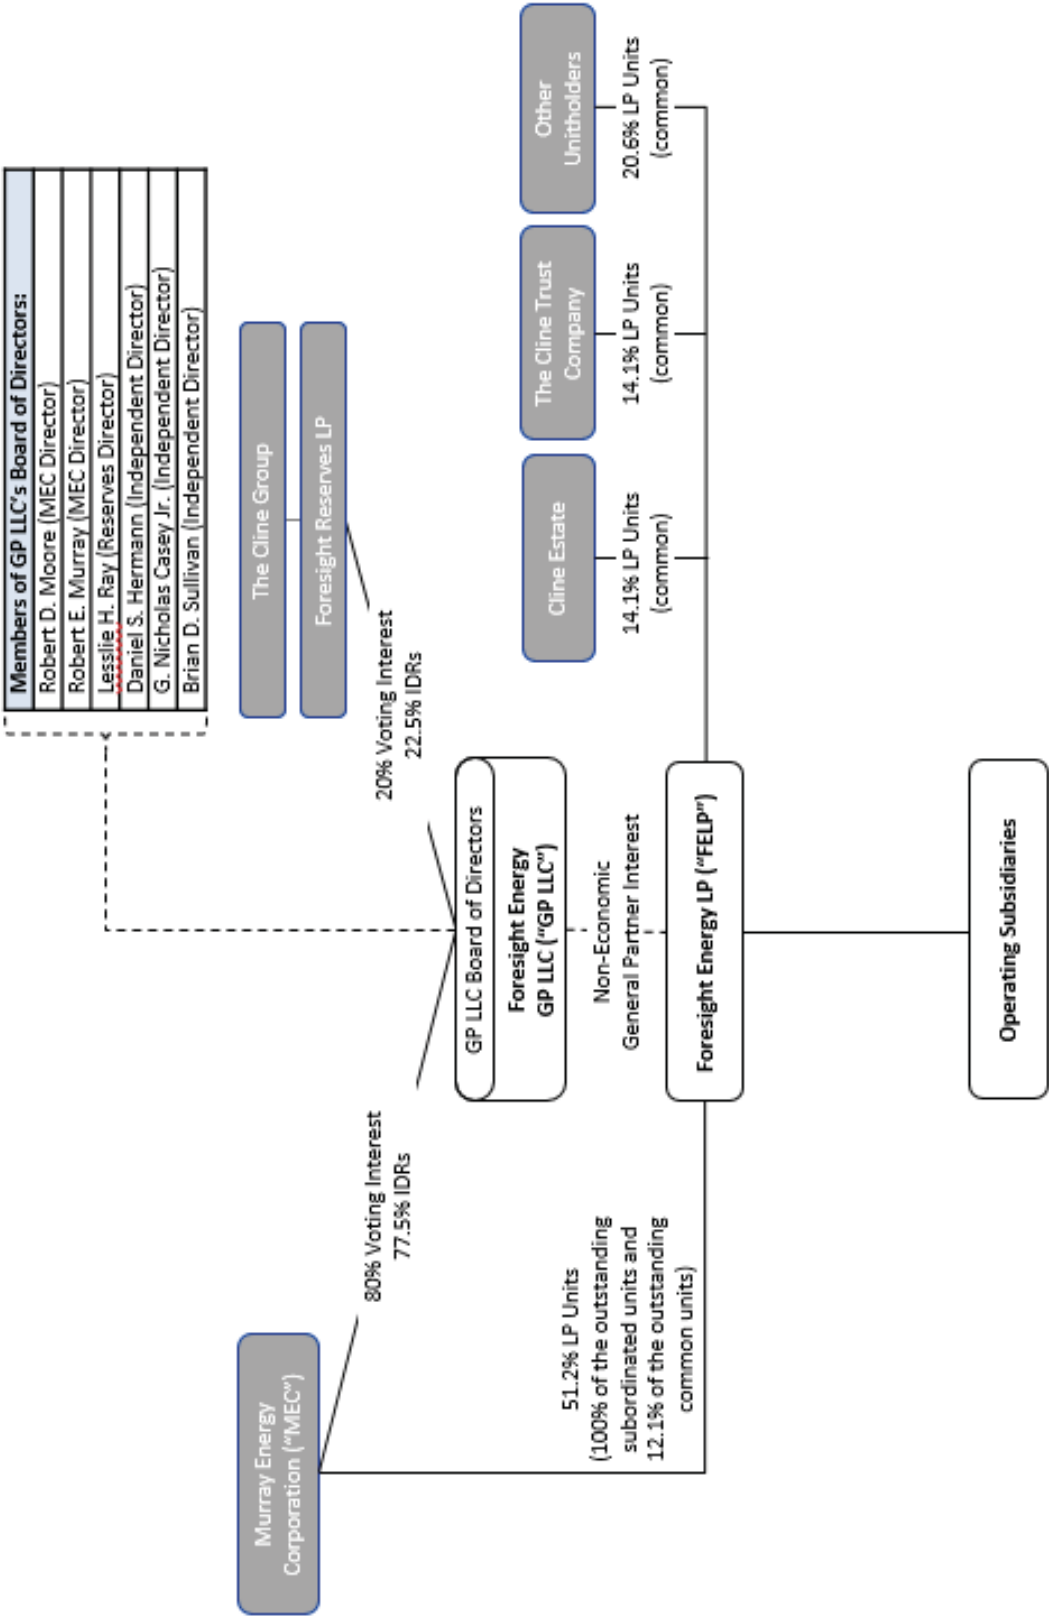 Members of GP LLC's Board of Directors:
Robert D. Moore (MEC Director)
Robert E. Murray (MEC Director)
Lesslie H. Ray (Reserves Director)
Daniel S. Hermann (Independent Director)
G. Nicholas Casey Jr. (Independent Director)
Brian D. Sullivan (Independent Director)
Murray Energy
Corporation ("MEC")
The Cline Group
Foresight Reserves LP
80% Voting Interest
77.5% IDRs
20% Voting Interest
22.5% IDRs
GP LLC Board of Directors
Foresight Energy
GP LLC ("GP LLC")
Non-Economic
General Partner Interest
51.2% LP Units
(100% of the outstanding
subordinated units and
12.1% of the outstanding
common units)
Foresight Energy LP ("FELP")
Cline Estate
14.1% LP Units
(common)
The Cline Trust
Company
14.1% LP Units
(common)
Other
Unitholders
20.6% LP Units
(common)
Operating Subsidiaries